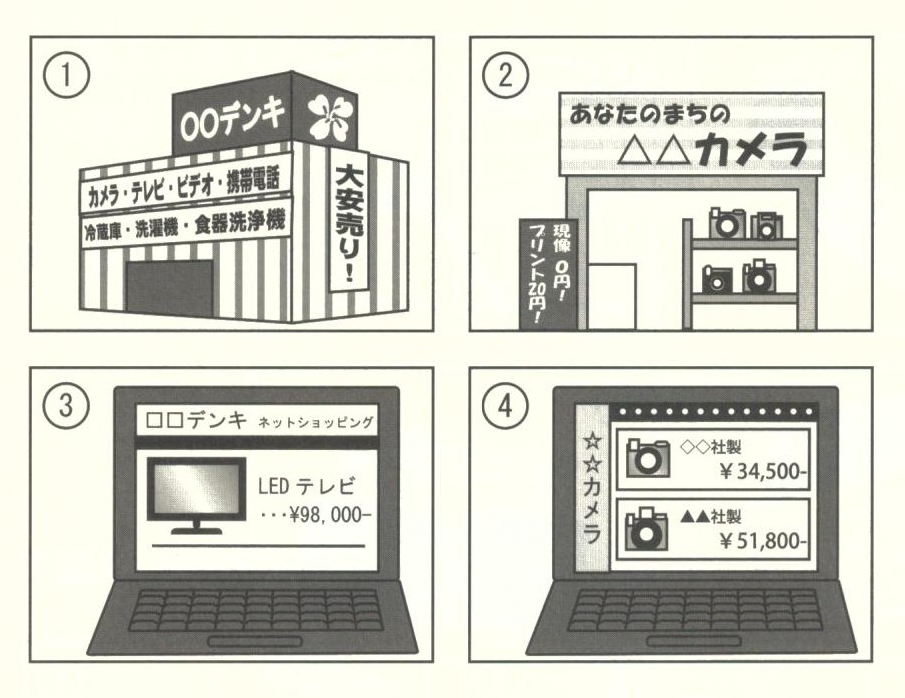 ①
○○デンキ
カメラ・テレビ・ビデオ・携帯電話
冷蔵庫・洗濯機・食器洗浄機
大安売り!
②
あなたのまちの
△△カメラ
現像0円!
プリント20円!
③
□□デンキ ネットショッピング
LED テレビ
···¥98,000−
④
☆☆カメラ
◇◇社製
¥34,500-
▲▲社製
¥51,800-